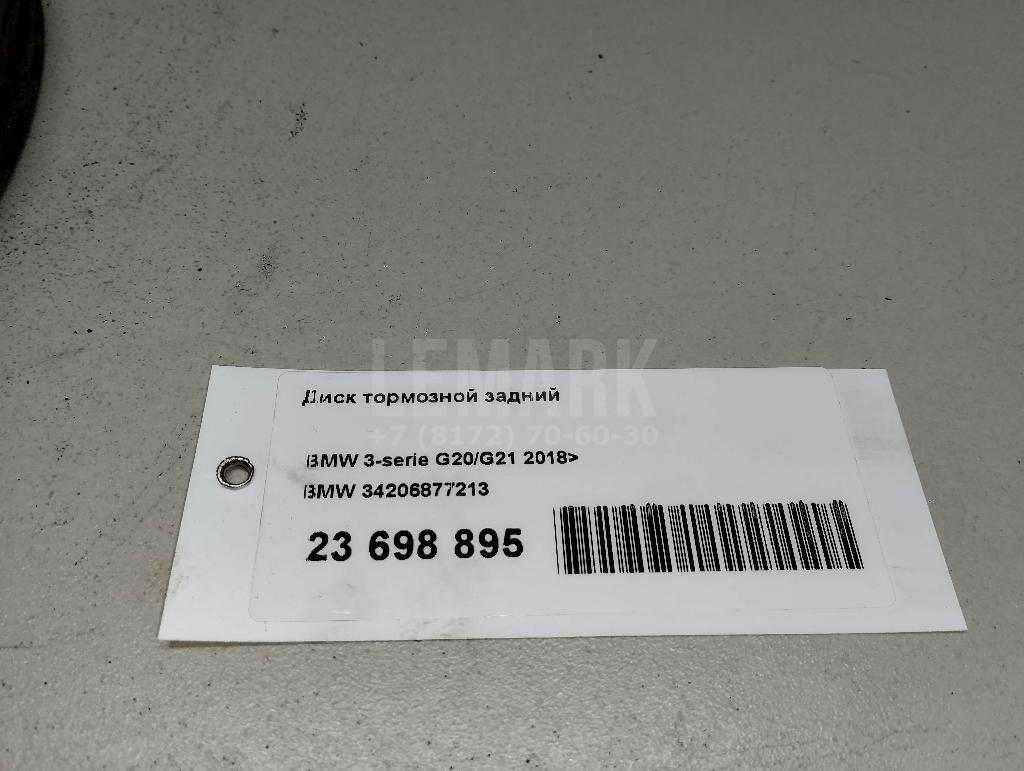 LEMARK
Диск тормозной задний
+7 (8172) 70-60-30
BMW 3-serie G20/G21 2018>
BMW 34206877213
23 698 895